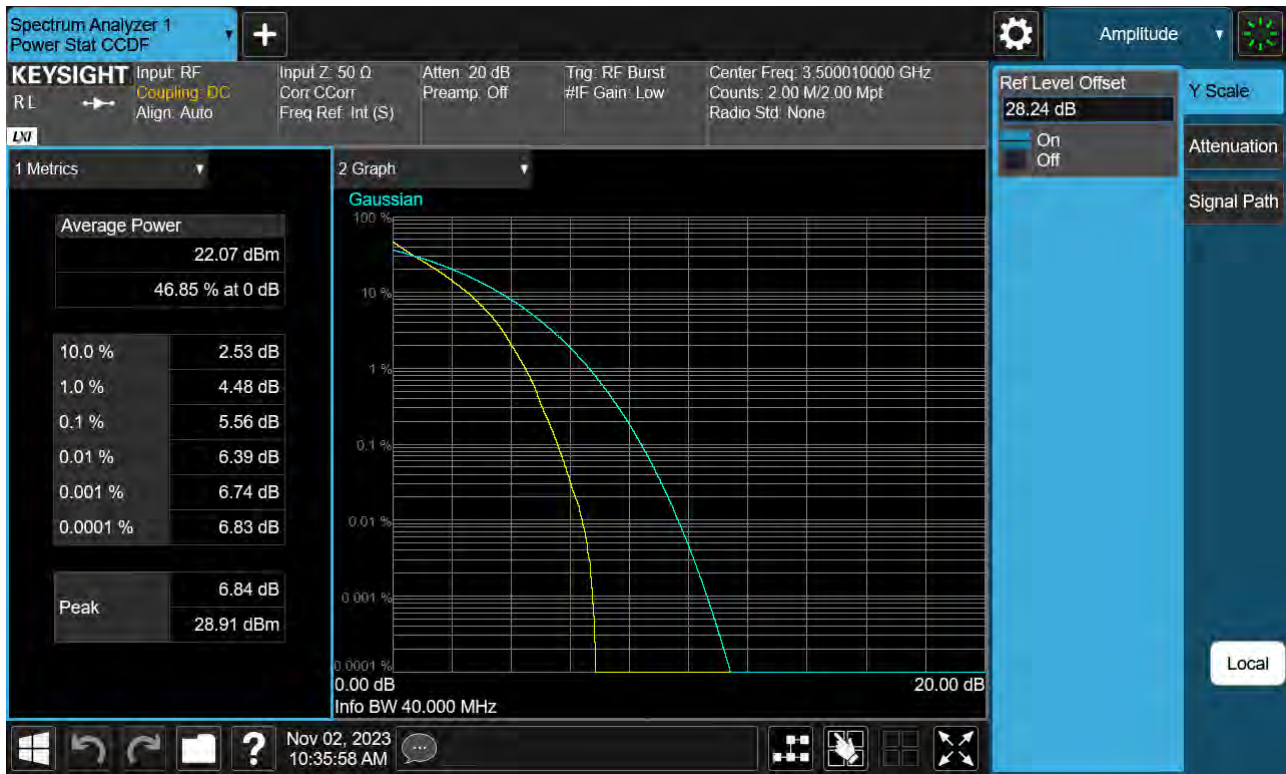 Spectrum Analyzer 1
Power Stat CCDF
+
Amplitude
KEYSIGHT
RL
LXI
Input: RF
Coupling: DC
Align: Auto
Input Z: 50 Ω
Corr CCorr
Freq Ref: Int (S)
Atten: 20 dB
Preamp: Off
Trig: RF Burst
#IF Gain: Low
Center Freq: 3.500010000 GHz
Counts: 2.00 M/2.00 Mpt
Radio Std: None
Ref Level Offset
28.24 dB
On
Off
Y Scale
Attenuation
Signal Path
Local
1 Metrics
Average Power
22.07 dBm
46.85 % at 0 dB
10.0 % 2.53 dB
1.0 % 4.48 dB
0.1 % 5.56 dB
0.01 % 6.39 dB
0.001 % 6.74 dB
0.0001 % 6.83 dB
Peak 6.84 dB
28.91 dBm
2 Graph
Gaussian
100 %
10 %
1 %
0.1 %
0.01 %
0.001 %
0.0001 %
0.00 dB 20.00 dB
Info BW 40.000 MHz
?
Nov 02, 2023
10:35:58 AM